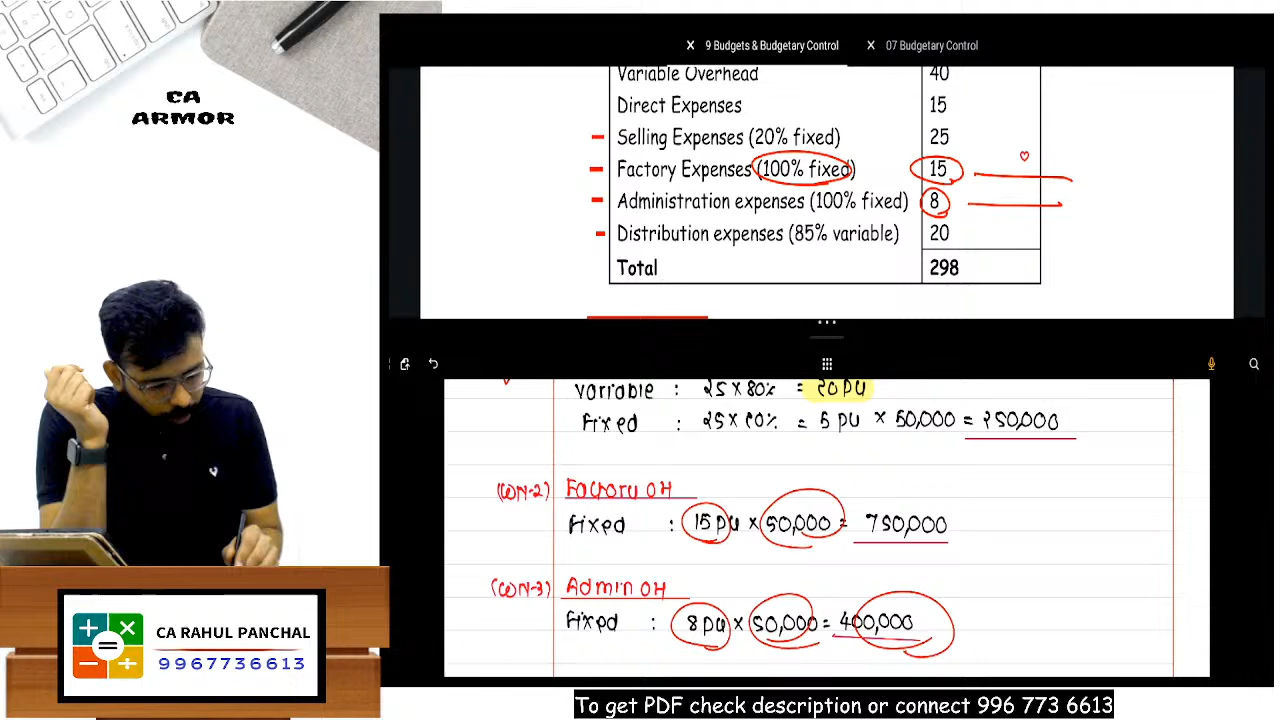 CA
ARMOR
9 Budgets & Budgetary Control
07 Budgetary Control
Variable Overhead 40
Direct Expenses 15
Selling Expenses (20% fixed) 25
Factory Expenses (100% fixed) 15
Administration expenses (100% fixed) 8
Distribution expenses (85% variable) 20
Total 298
Variable : 25 × 80% = 20 PU
Fixed : 25 × 20% = 5 PU × 50,000 = 250,000
(WN-2) Factory OH
Fixed : 15 PU × 50,000 = 750,000
(WN-3) Admin OH
Fixed : 8 PU × 50,000 = 400,000
CA RAHUL PANCHAL
9967736613
To get PDF check description or connect 996 773 6613